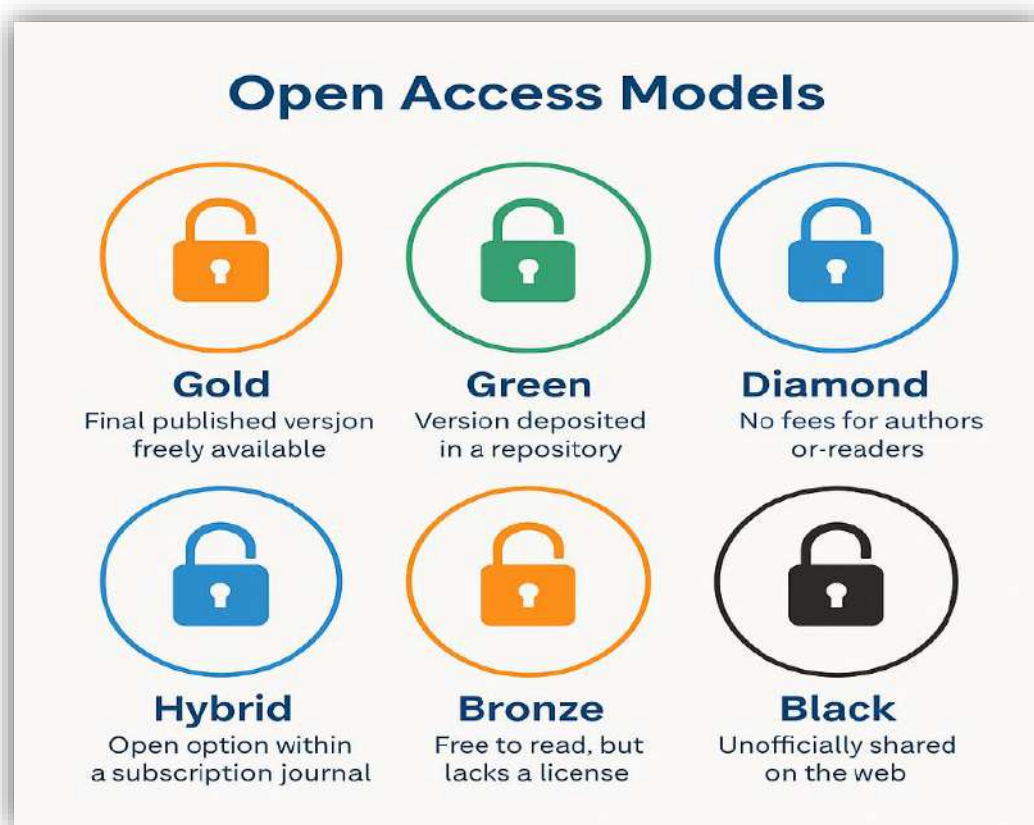 Open Access Models
Gold
Final published versjon
freely available
Green
Version deposited
in a repository
Diamond
No fees for authors
or-readers
Hybrid
Open option within
a subscription journal
Bronze
Free to read, but
lacks a license
Black
Unofficially shared
on the web